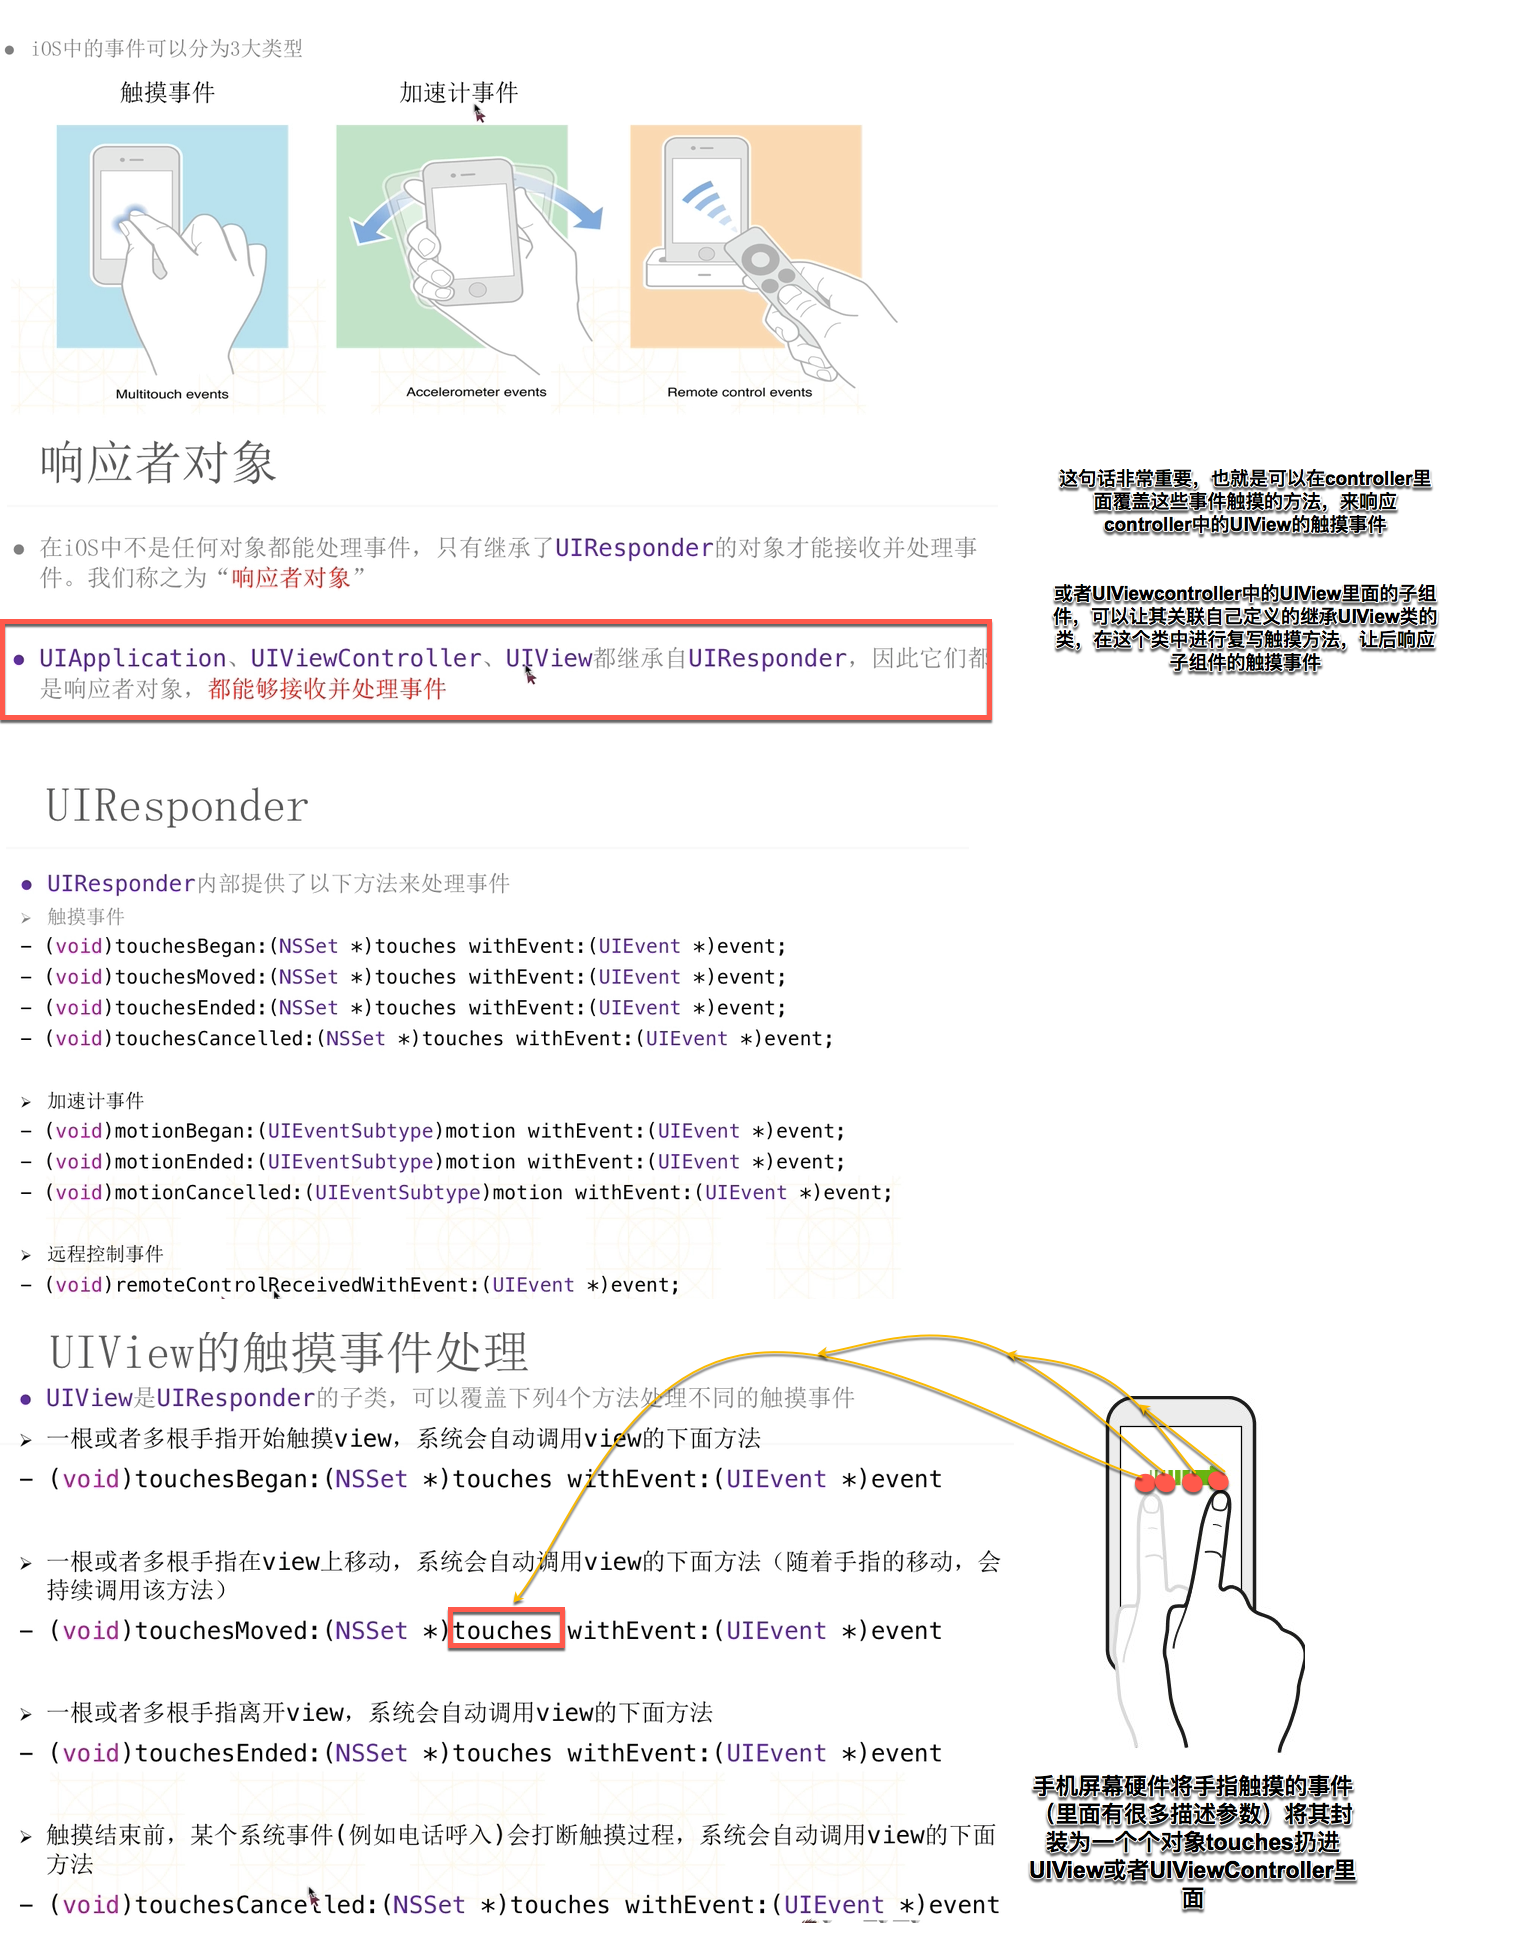 iOS中的事件可以分为3大类型
触摸事件
加速计事件
Multitouch events
Accelerometer events
Remote control events
响应者对象
在iOS中不是任何对象都能处理事件，只有继承了UIResponder的对象才能接收并处理事
件。我们称之为“响应者对象”
UIApplication、UIViewController、UIView都继承自UIResponder，因此它们都
是响应者对象，都能够接收并处理事件
这句话非常重要，也就是可以在controller里
面覆盖这些事件触摸的方法，来响应
controller中的UIView的触摸事件
或者UIViewcontroller中的UIView里面的子组
件，可以让其关联自己定义的继承UIView类的
类，在这个类中进行复写触摸方法，让后响应
子组件的触摸事件
UIResponder
UIResponder内部提供了以下方法来处理事件
触摸事件
- (void)touchesBegan:(NSSet *)touches withEvent:(UIEvent *)event;
- (void)touchesMoved:(NSSet *)touches withEvent:(UIEvent *)event;
- (void)touchesEnded:(NSSet *)touches withEvent:(UIEvent *)event;
- (void)touchesCancelled:(NSSet *)touches withEvent:(UIEvent *)event;
加速计事件
- (void)motionBegan:(UIEventSubtype)motion withEvent:(UIEvent *)event;
- (void)motionEnded:(UIEventSubtype)motion withEvent:(UIEvent *)event;
- (void)motionCancelled:(UIEventSubtype)motion withEvent:(UIEvent *)event;
远程控制事件
- (void)remoteControlReceivedWithEvent:(UIEvent *)event;
UIView的触摸事件处理
UIView是UIResponder的子类，可以覆盖下列4个方法处理不同的触摸事件
一根或者多根手指开始触摸view，系统会自动调用view的下面方法
- (void)touchesBegan:(NSSet *)touches withEvent:(UIEvent *)event
一根或者多根手指在view上移动，系统会自动调用view的下面方法（随着手指的移动，会
持续调用该方法）
- (void)touchesMoved:(NSSet *)touches withEvent:(UIEvent *)event
一根或者多根手指离开view，系统会自动调用view的下面方法
- (void)touchesEnded:(NSSet *)touches withEvent:(UIEvent *)event
触摸结束前，某个系统事件(例如电话呼入)会打断触摸过程，系统会自动调用view的下面
方法
- (void)touchesCancelled:(NSSet *)touches withEvent:(UIEvent *)event
手机屏幕硬件将手指触摸的事件
（里面有很多描述参数）将其封
装为一个个对象touches扔进
UIView或者UIViewController里
面